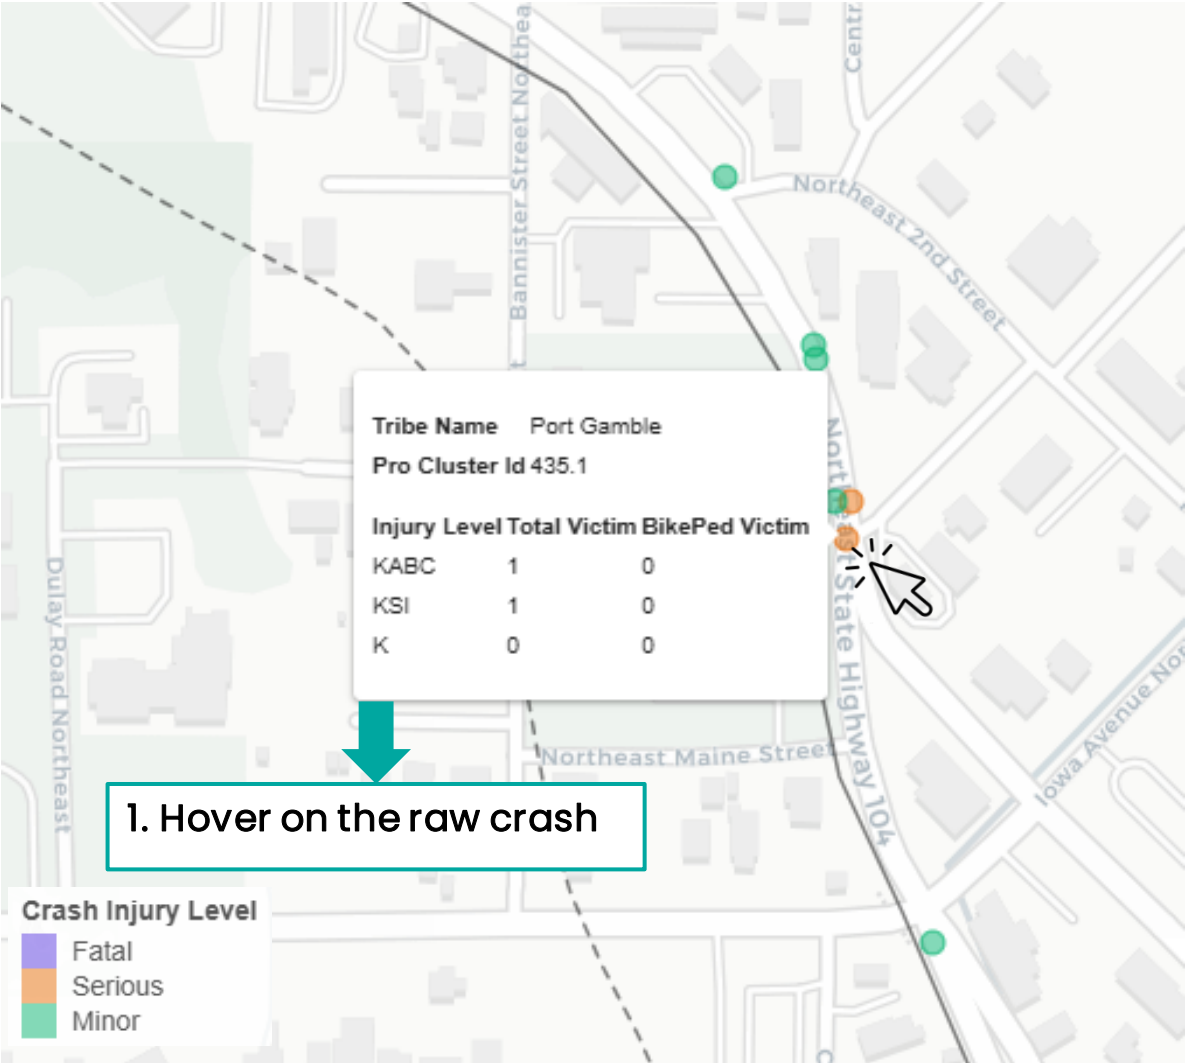 Bannister Street Northea
Centr
Northeast 2nd Street
t
Tribe Name Port Gamble
Pro Cluster Id 435.1
Injury Level Total Victim BikePed Victim
KABC 1 0
KSI 1 0
K 0 0
Northeast State Highway 104
Dulay Road Northeast
Northeast Maine Street
Iowa Avenue Nor
1. Hover on the raw crash
Crash Injury Level
Fatal
Serious
Minor